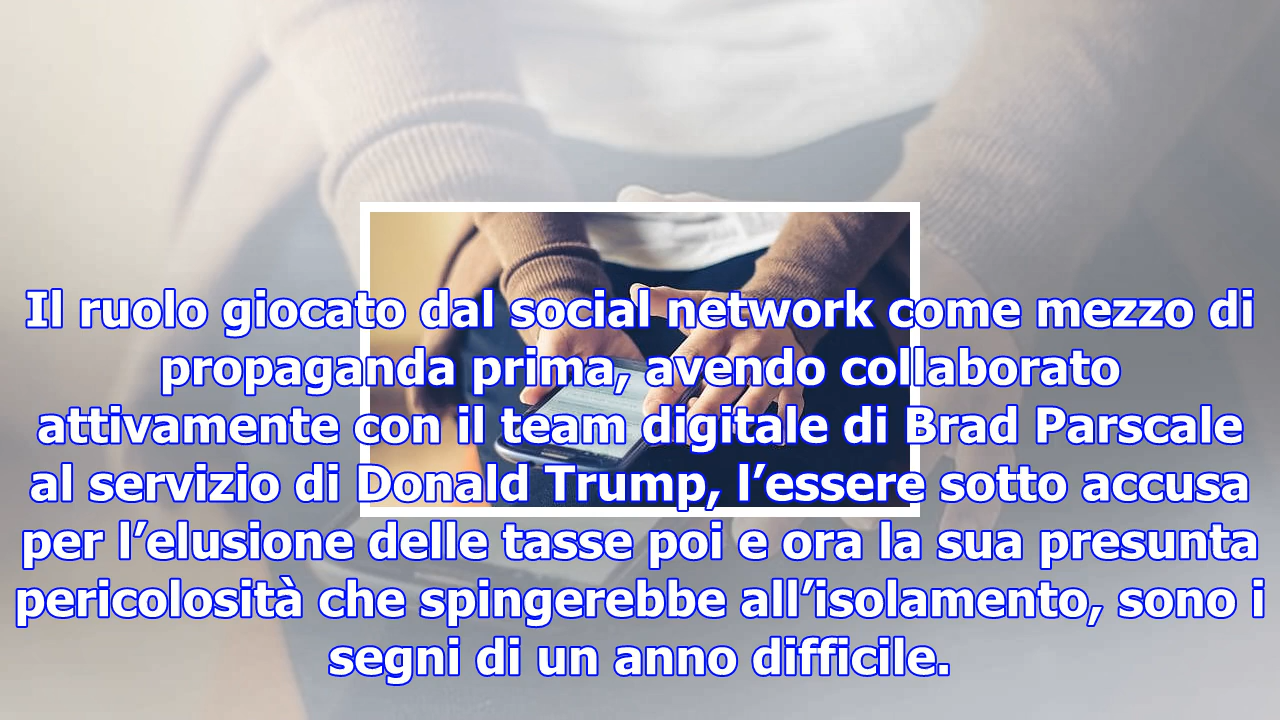 Il ruolo giocato dal social network come mezzo di
propaganda prima, avendo collaborato
attivamente con il team digitale di Brad Parscale
al servizio di Donald Trump, l’essere sotto accusa
per l’elusione delle tasse poi e ora la sua presunta
pericolosità che spingerebbe all’isolamento, sono i
segni di un anno difficile.